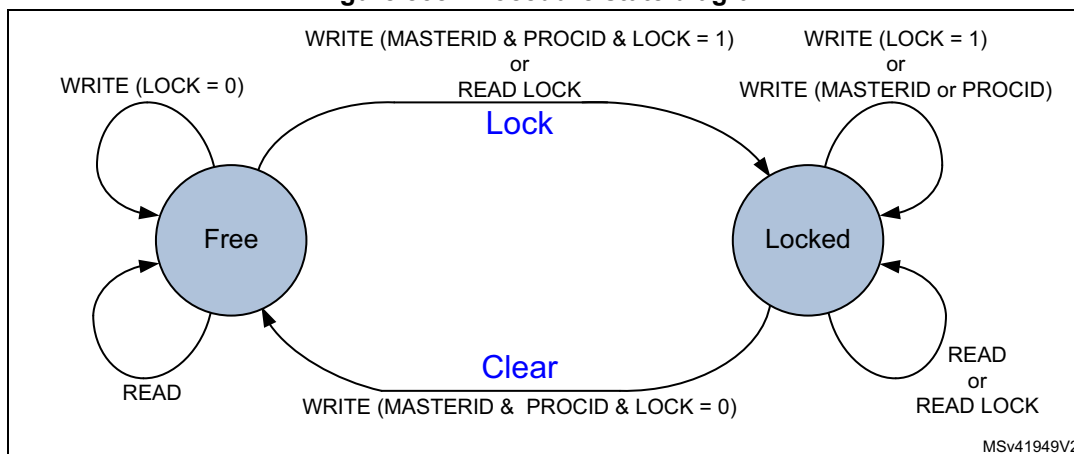 WRITE (MASTERID & PROCID & LOCK = 1)
or
READ LOCK
Lock
WRITE (LOCK = 1)
or
WRITE (MASTERID or PROCID)
WRITE (LOCK = 0)
Free
Locked
READ
Clear
WRITE (MASTERID & PROCID & LOCK = 0)
READ
or
READ LOCK
MSv41949V2